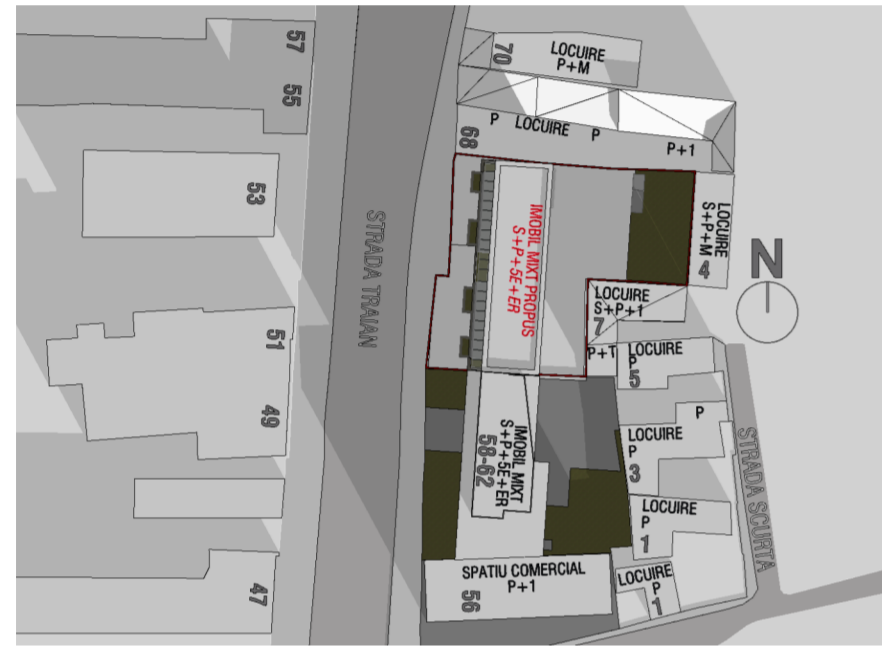 57
55
53
51
49
47
STRADA TRAIAN
70
LOCUIRE
P+M
68
P LOCUIRE P
P+1
IMOBIL MIXT PROPUS
S+P+5E+ER
LOCUIRE
S+P+M
4
N
LOCUIRE
S+P+1
7
P+T
LOCUIRE
P
5
P
LOCUIRE
P
3
LOCUIRE
P
1
LOCUIRE
P
1
IMOBIL MIXT
S+P+5E+ER
58-62
SPATIU COMERCIAL
P+1
56
STRADA SCURTA